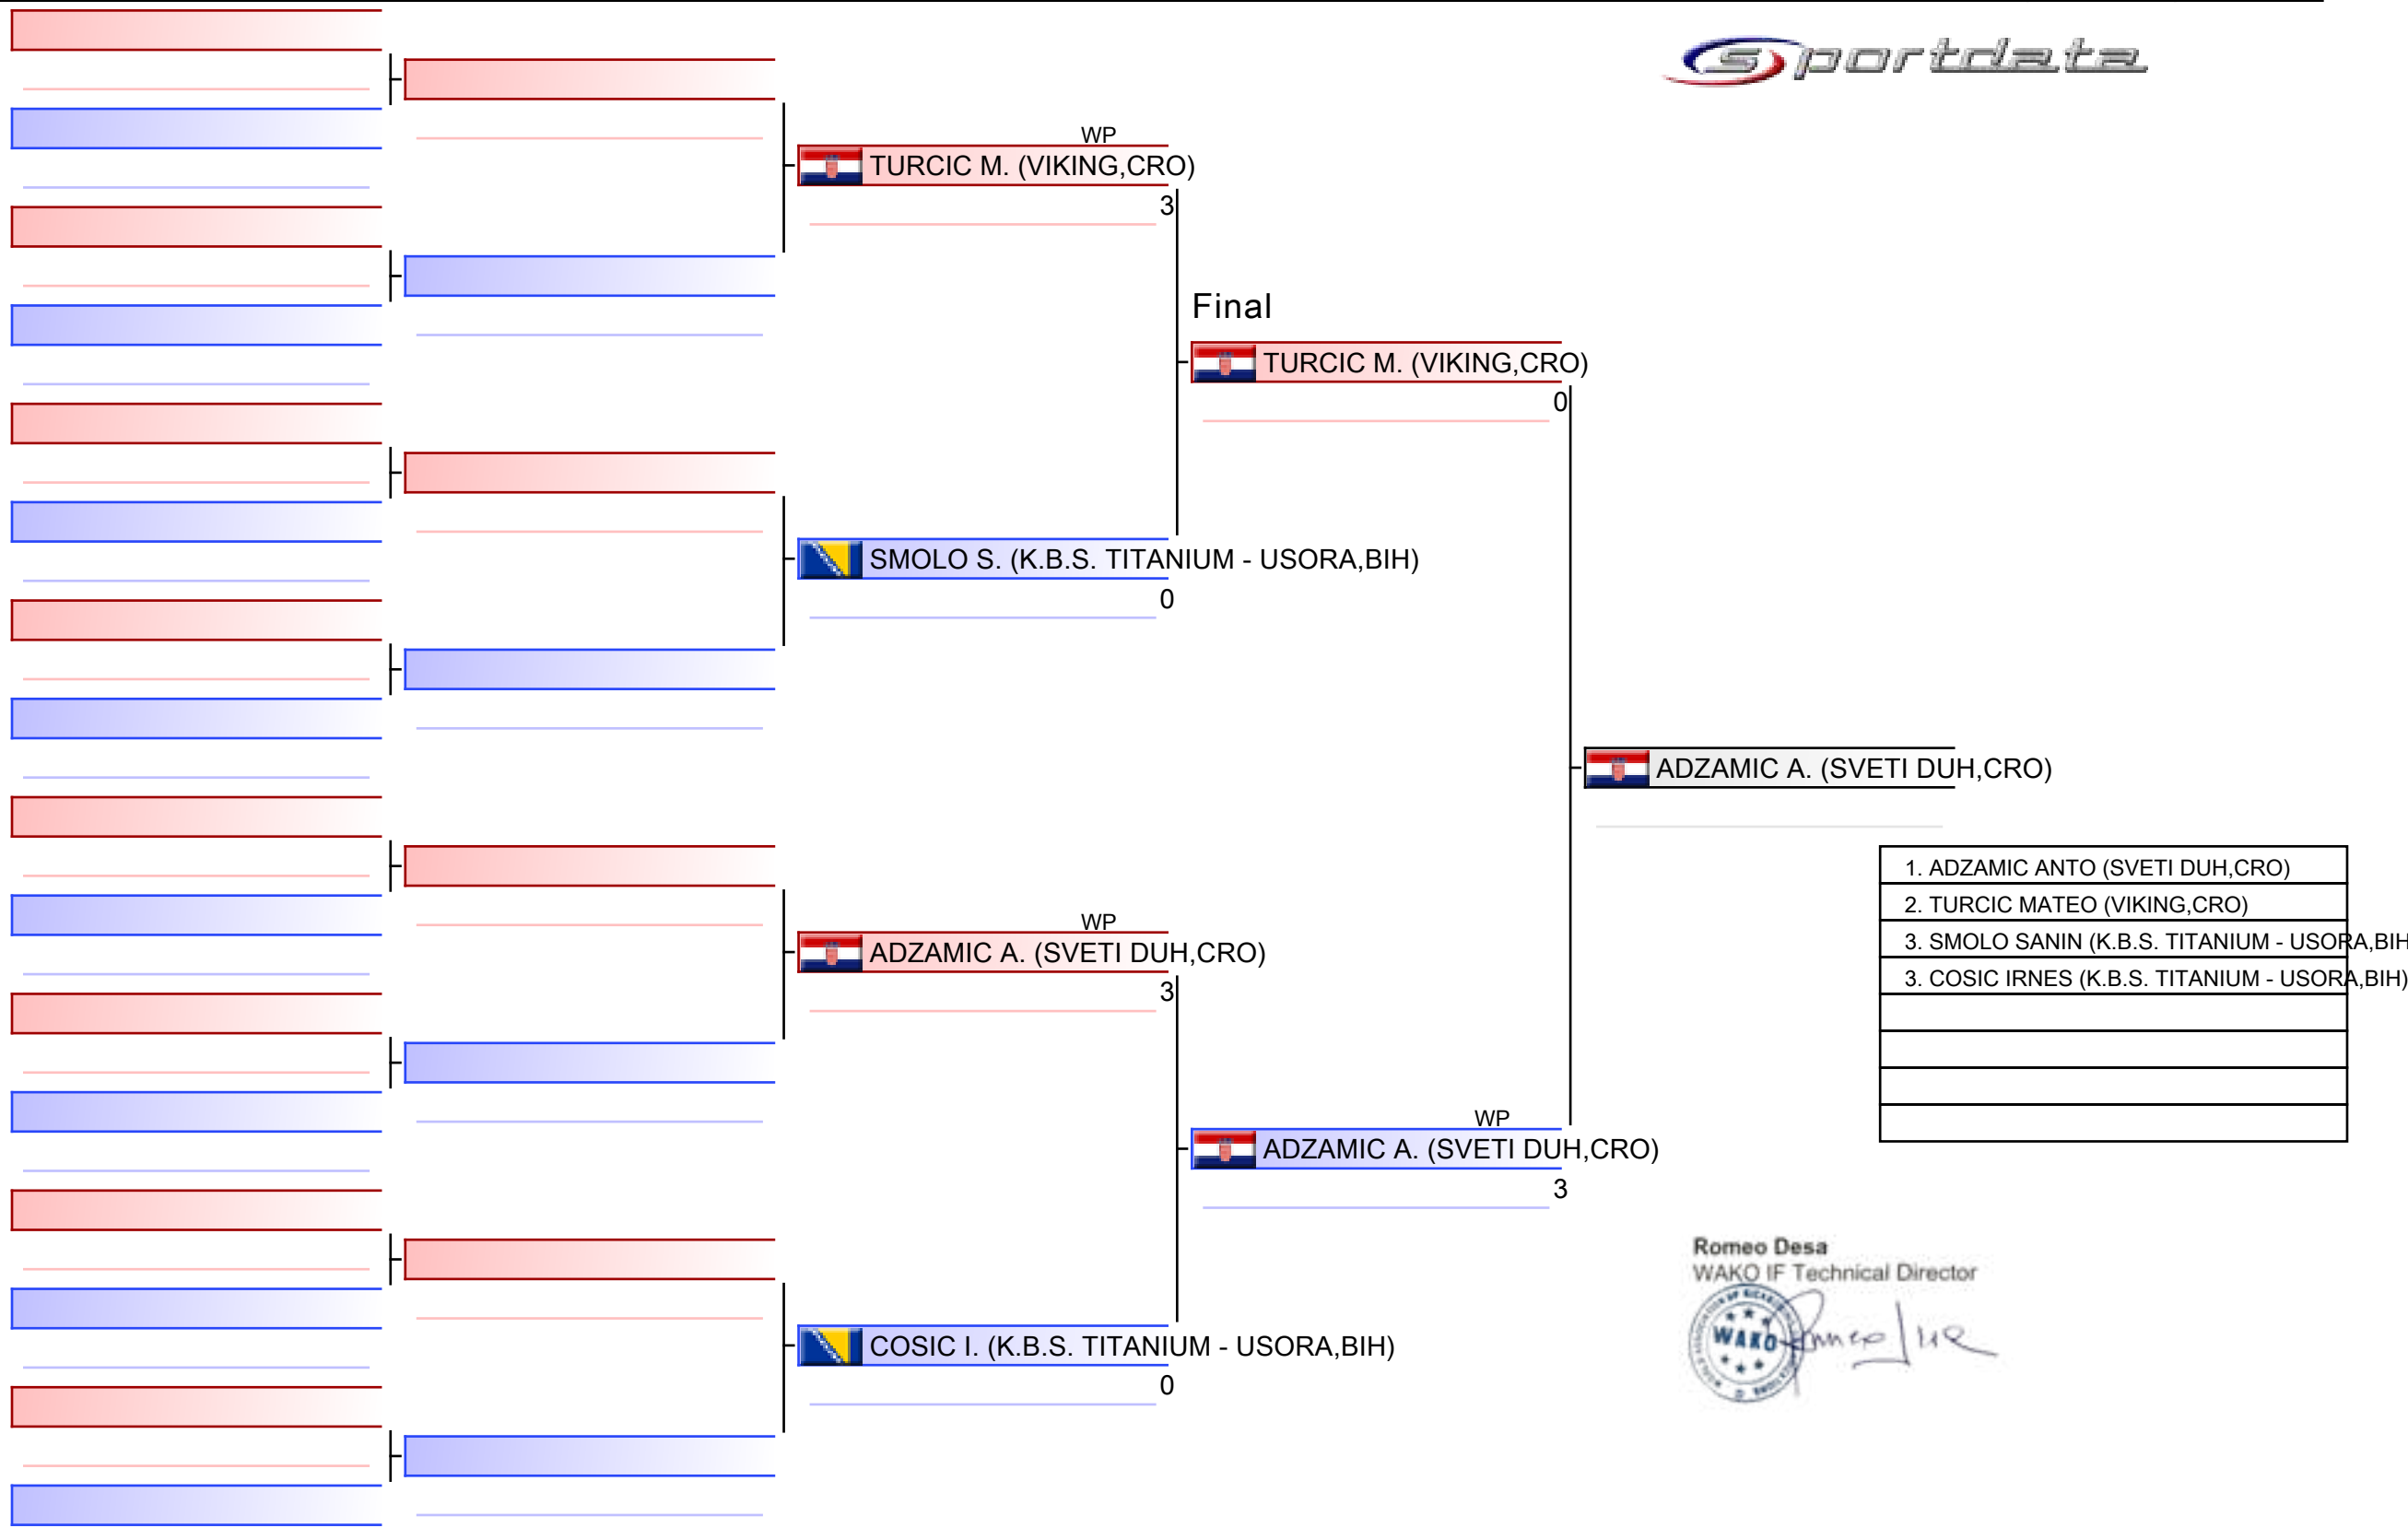 sportdata
WP
TURCIC M. (VIKING,CRO)
3
Final
TURCIC M. (VIKING,CRO)
0
SMOLO S. (K.B.S. TITANIUM - USORA,BIH)
0
ADZAMIC A. (SVETI DUH,CRO)
1. ADZAMIC ANTO (SVETI DUH,CRO)
2. TURCIC MATEO (VIKING,CRO)
3. SMOLO SANIN (K.B.S. TITANIUM - USORA,BIH
3. COSIC IRNES (K.B.S. TITANIUM - USORA,BIH)
WP
ADZAMIC A. (SVETI DUH,CRO)
3
WP
ADZAMIC A. (SVETI DUH,CRO)
3
COSIC I. (K.B.S. TITANIUM - USORA,BIH)
0
Romeo Desa
WAKO IF Technical Director
WAKO